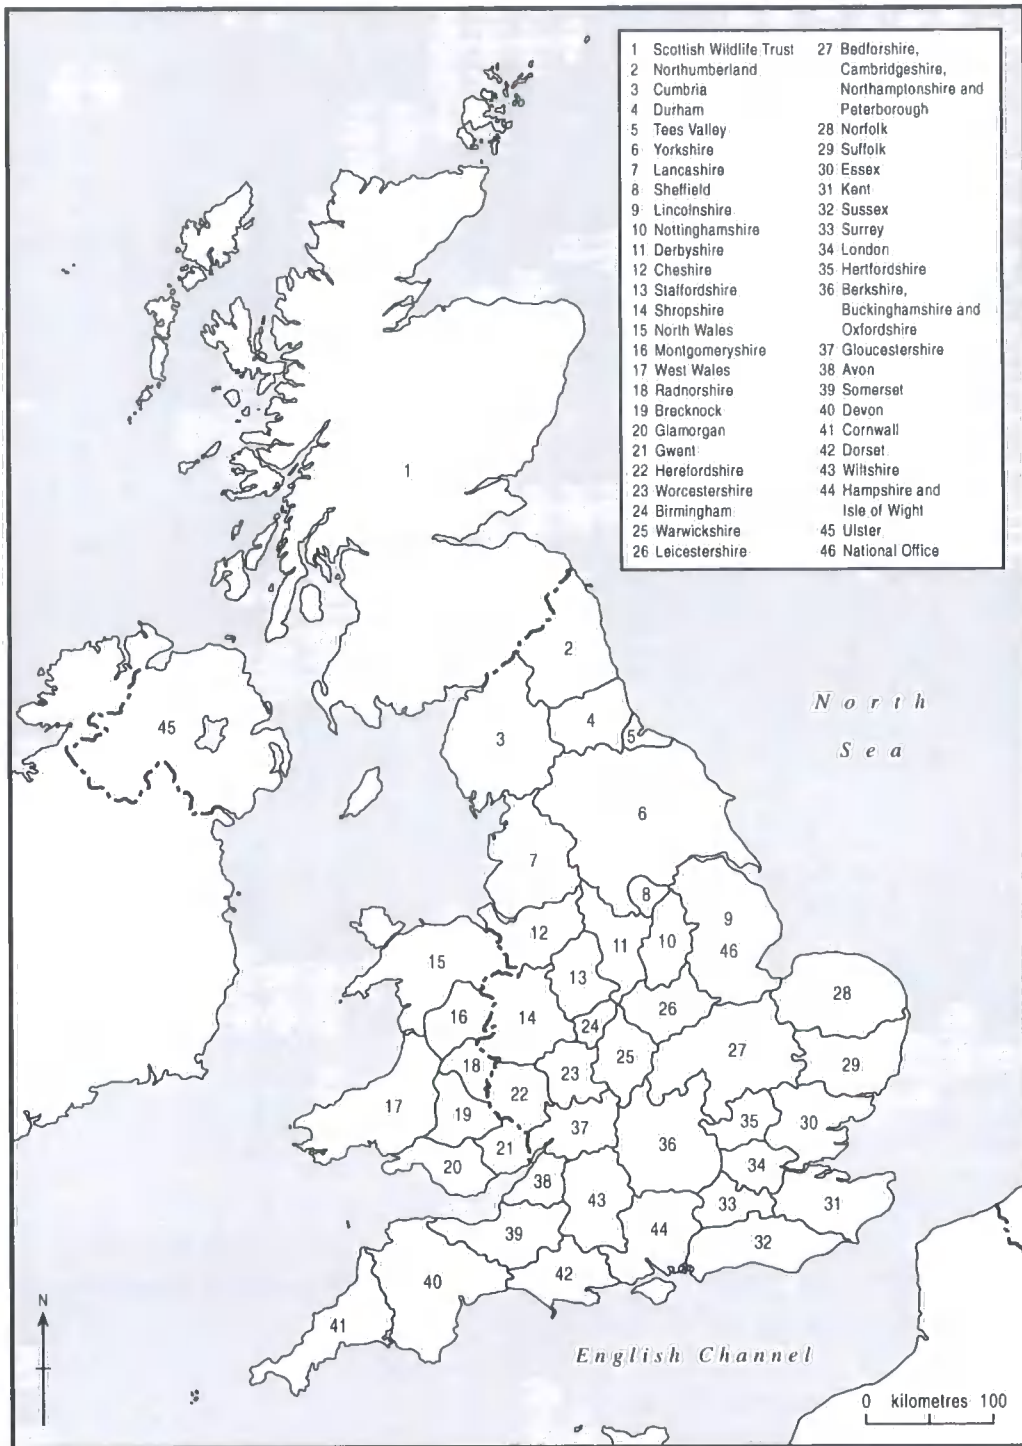 1 Scottish Wildlife Trust
2 Northumberland
3 Cumbria
4 Durham
5 Tees Valley
6 Yorkshire
7 Lancashire
8 Sheffield
9 Lincolnshire
10 Nottinghamshire
11 Derbyshire
12 Cheshire
13 Staffordshire
14 Shropshire
15 North Wales
16 Montgomeryshire
17 West Wales
18 Radnorshire
19 Brecknock
20 Glamorgan
21 Gwent
22 Herefordshire
23 Worcestershire
24 Birmingham
25 Warwickshire
26 Leicestershire
27 Bedforshire,
Cambridgeshire,
Northamptonshire and
Peterborough
28 Norfolk
29 Suffolk
30 Essex
31 Kent
32 Sussex
33 Surrey
34 London
35 Hertfordshire
36 Berkshire,
Buckinghamshire and
Oxfordshire
37 Gloucestershire
38 Avon
39 Somerset
40 Devon
41 Cornwall
42 Dorset
43 Wiltshire
44 Hampshire and
Isle of Wight
45 Ulster
46 National Office
1
2
North
Sea
45
3
4
5
6
7
8
9
12
11
10
46
15
13
28
16
14
26
24
27
18
25
29
23
22
17
19
35
30
37
21
36
20
34
38
43
33
31
39
44
32
42
40
N
41
English Channel
0 kilometres 100